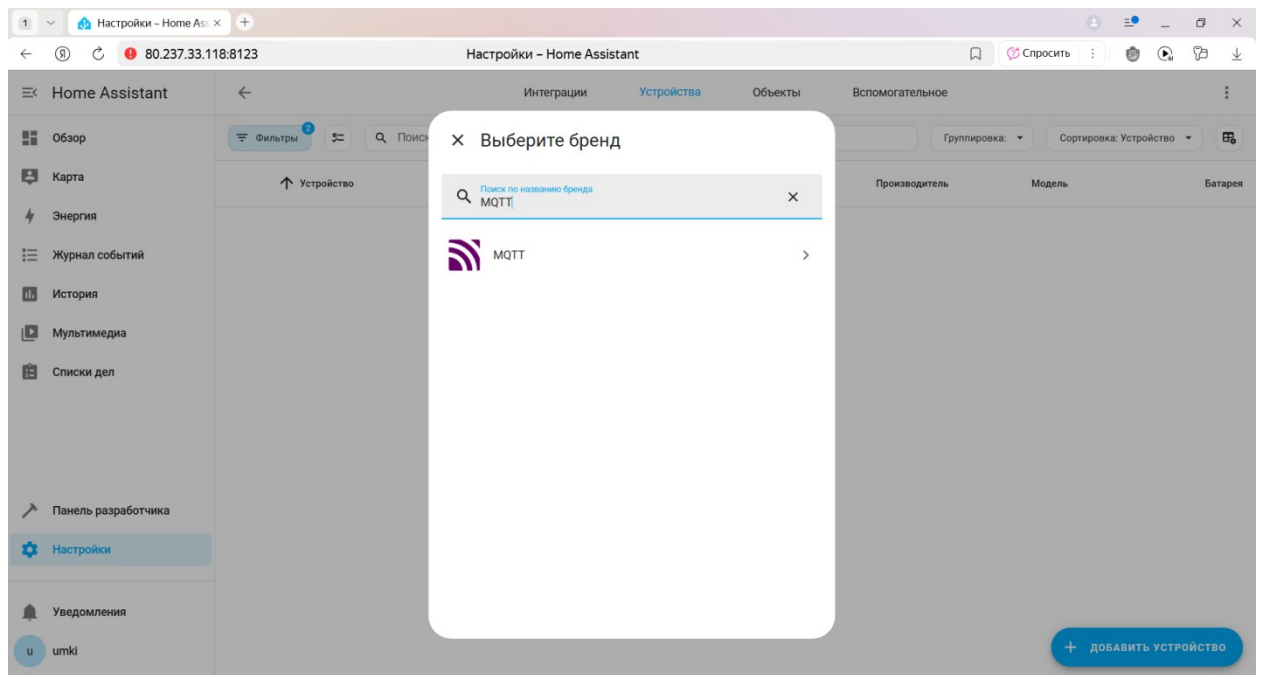 1
Настройки – Home Ass
80.237.33.118:8123
Настройки – Home Assistant
Спросить
Home Assistant
Интеграции
Устройства
Объекты
Вспомогательное
Обзор
Карта
Энергия
Журнал событий
История
Мультимедиа
Списки дел
Панель разработчика
Настройки
Уведомления
u umki
Фильтры 2
Поиск
Группировка:
Сортировка: Устройство
Устройство
Производитель
Модель
Батарея
Выберите бренд
Поиск по названию бренда
MQTT
MQTT
ДОБАВИТЬ УСТРОЙСТВО